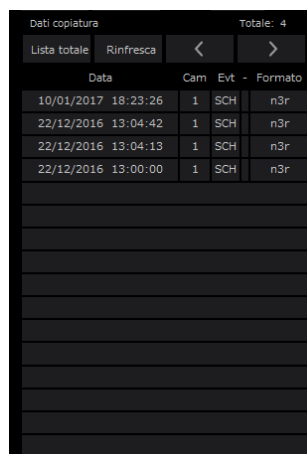 Dati copiatura Totale: 4
Lista totale Rinfresca < >
Data Cam Evt - Formato
10/01/2017 18:23:26 1 SCH n3r
22/12/2016 13:04:42 1 SCH n3r
22/12/2016 13:04:13 1 SCH n3r
22/12/2016 13:00:00 1 SCH n3r